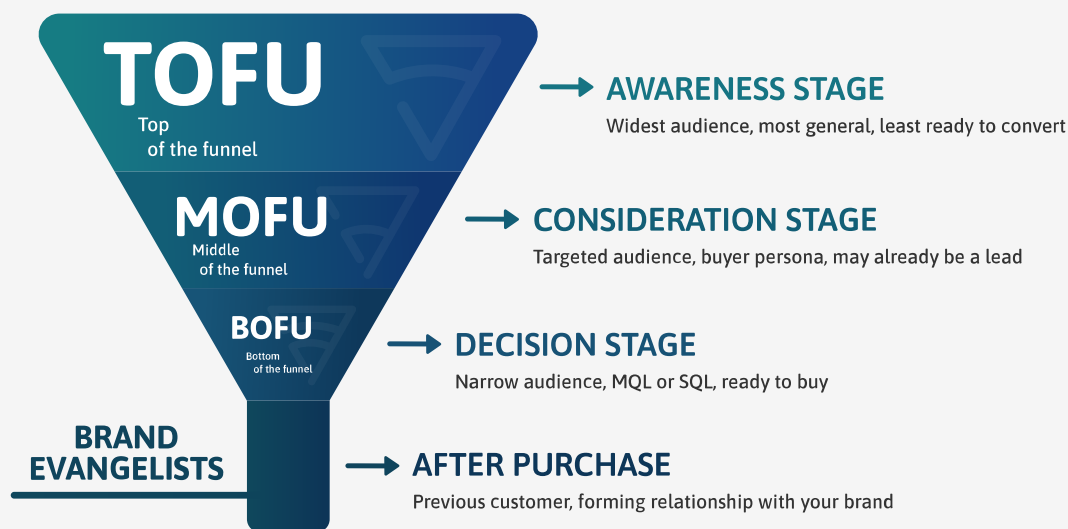 TOFU
Top
of the funnel
AWARENESS STAGE
Widest audience, most general, least ready to convert
MOFU
Middle
of the funnel
CONSIDERATION STAGE
Targeted audience, buyer persona, may already be a lead
BOFU
Bottom
of the funnel
DECISION STAGE
Narrow audience, MQL or SQL, ready to buy
BRAND
EVANGELISTS
AFTER PURCHASE
Previous customer, forming relationship with your brand